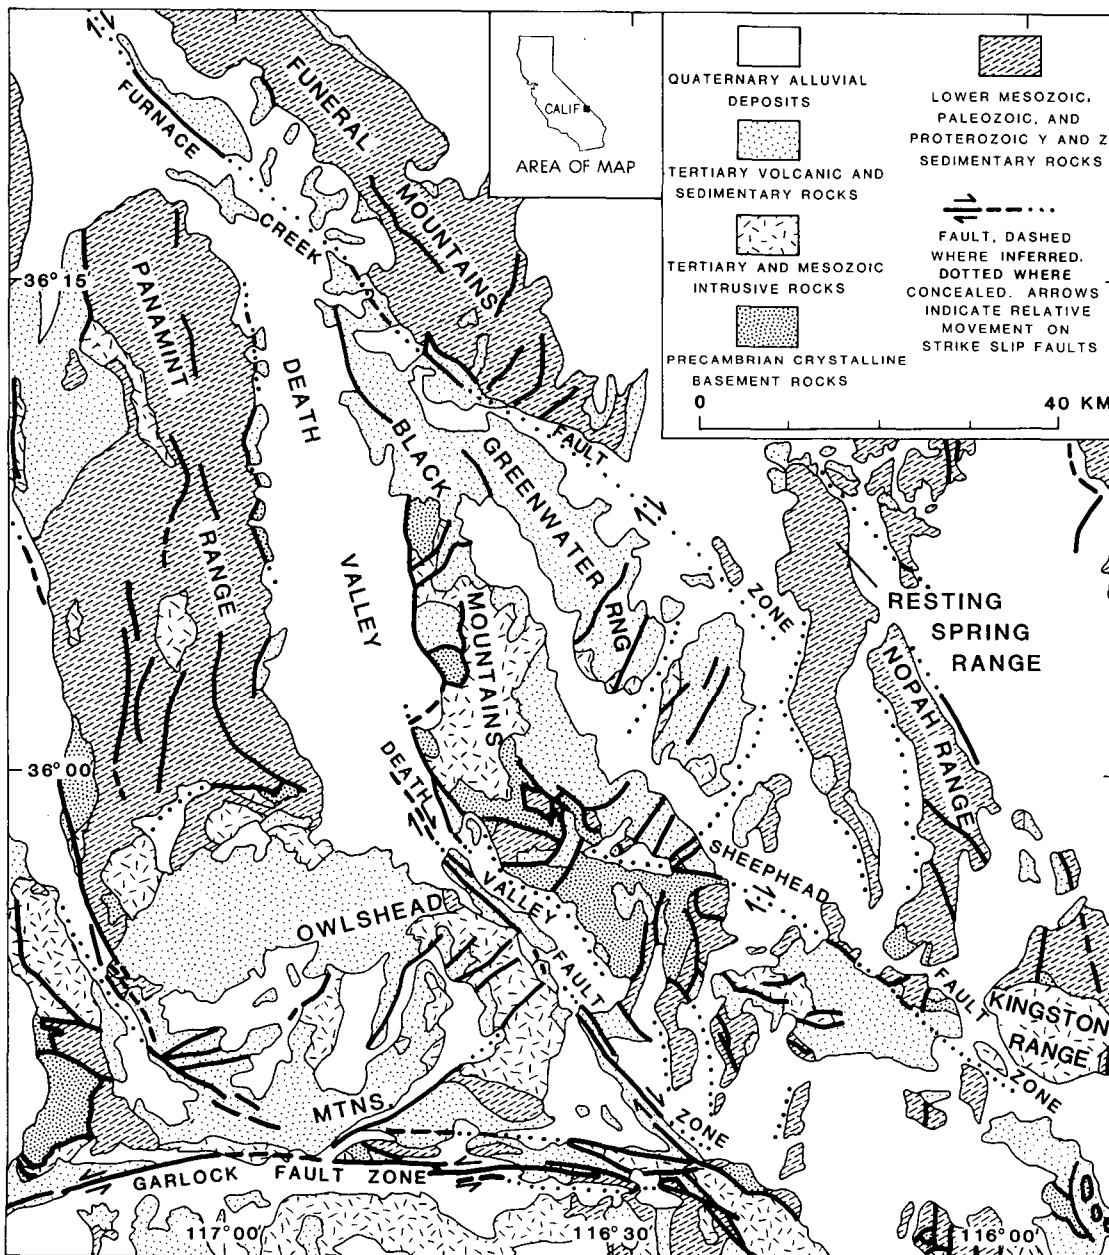 FUNERAL
MOUNTAINS
FURNACE
CREEK
FAULT
ZONE
CALIF
AREA OF MAP
QUATERNARY ALLUVIAL
DEPOSITS
TERTIARY VOLCANIC AND
SEDIMENTARY ROCKS
TERTIARY AND MESOZOIC
INTRUSIVE ROCKS
PRECAMBRIAN CRYSTALLINE
BASEMENT ROCKS
LOWER MESOZOIC,
PALEOZOIC, AND
PROTEROZOIC Y AND Z
SEDIMENTARY ROCKS
FAULT, DASHED
WHERE INFERRED.
DOTTED WHERE
CONCEALED. ARROWS
INDICATE RELATIVE
MOVEMENT ON
STRIKE SLIP FAULTS
0 40 KM
36°15'
PANAMINT
RANGE
DEATH
VALLEY
BLACK
MOUNTAINS
GREENWATER
RNG
RESTING
SPRING
RANGE
NOPAH RANGE
36°00'
DEATH
VALLEY
FAULT
ZONE
SHEEPHEAD
FAULT
ZONE
OWLSHEAD
MTNS
KINGSTON
RANGE
GARLOCK FAULT ZONE
117°00' 116°30' 116°00'